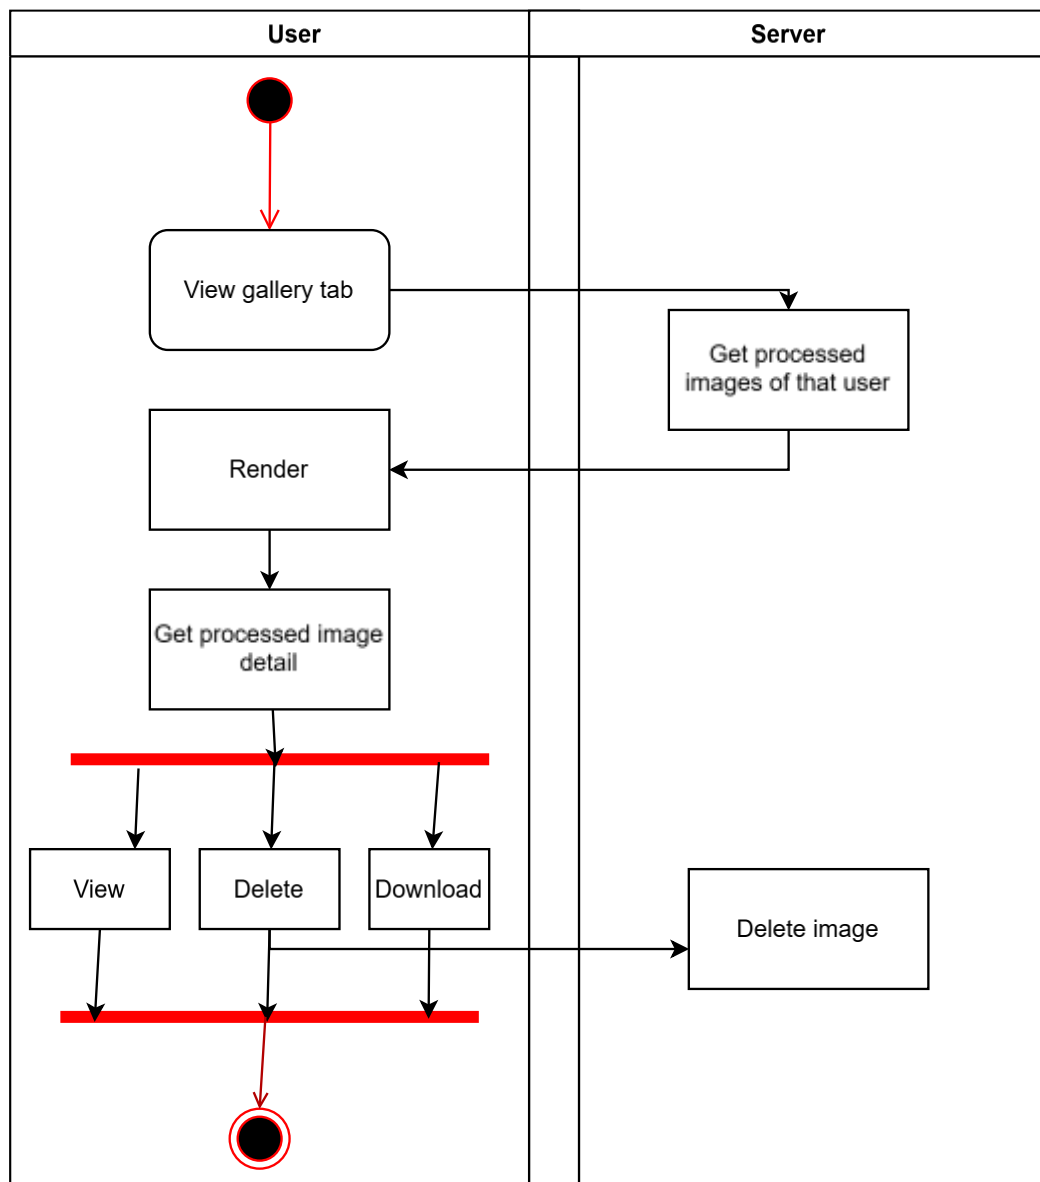 User
Server
View gallery tab
Get processed
images of that user
Render
Get processed image
detail
View
Delete
Download
Delete image